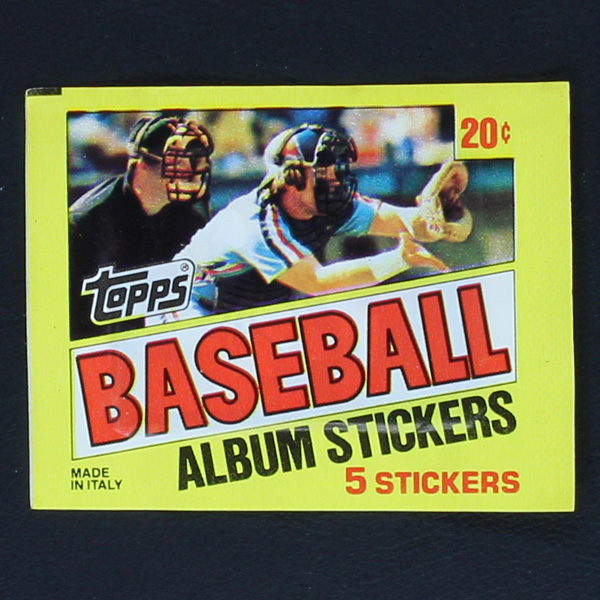 20¢
TOPPS®
BASEBALL
ALBUM STICKERS
5 STICKERS
MADE
IN ITALY